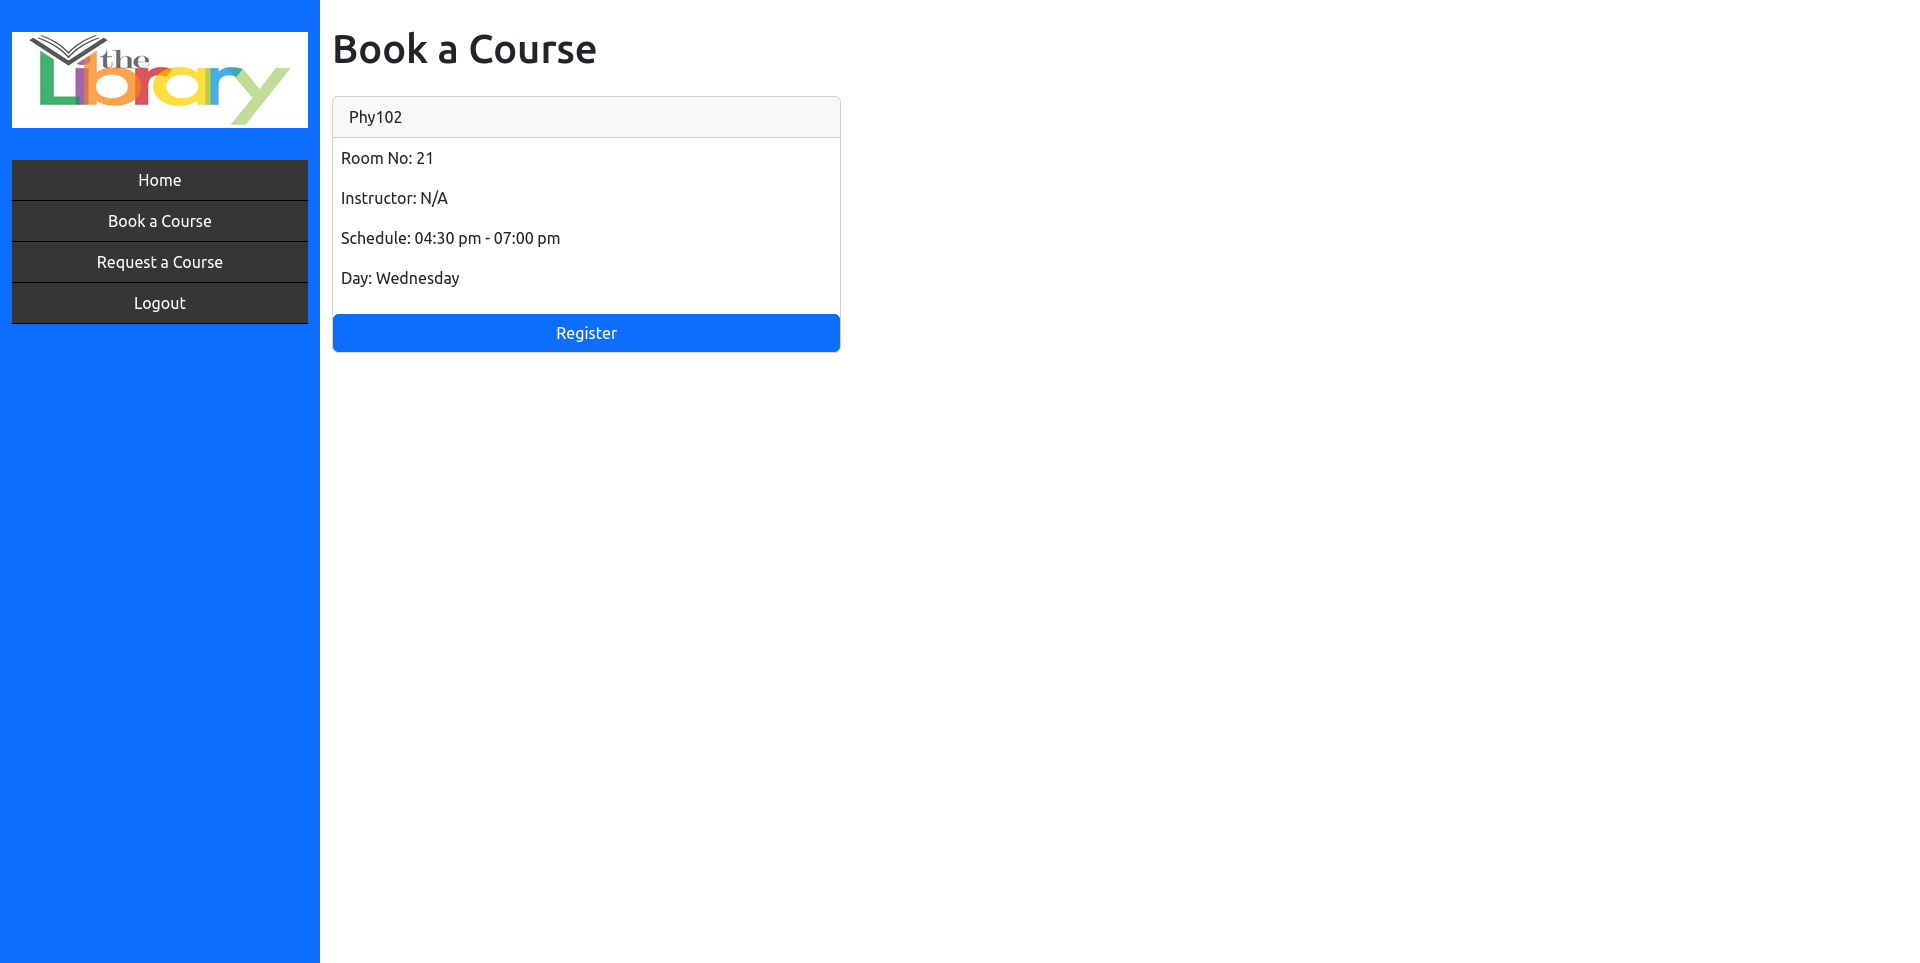 the
Library
Home
Book a Course
Request a Course
Logout
Book a Course
Phy102
Room No: 21
Instructor: N/A
Schedule: 04:30 pm - 07:00 pm
Day: Wednesday
Register